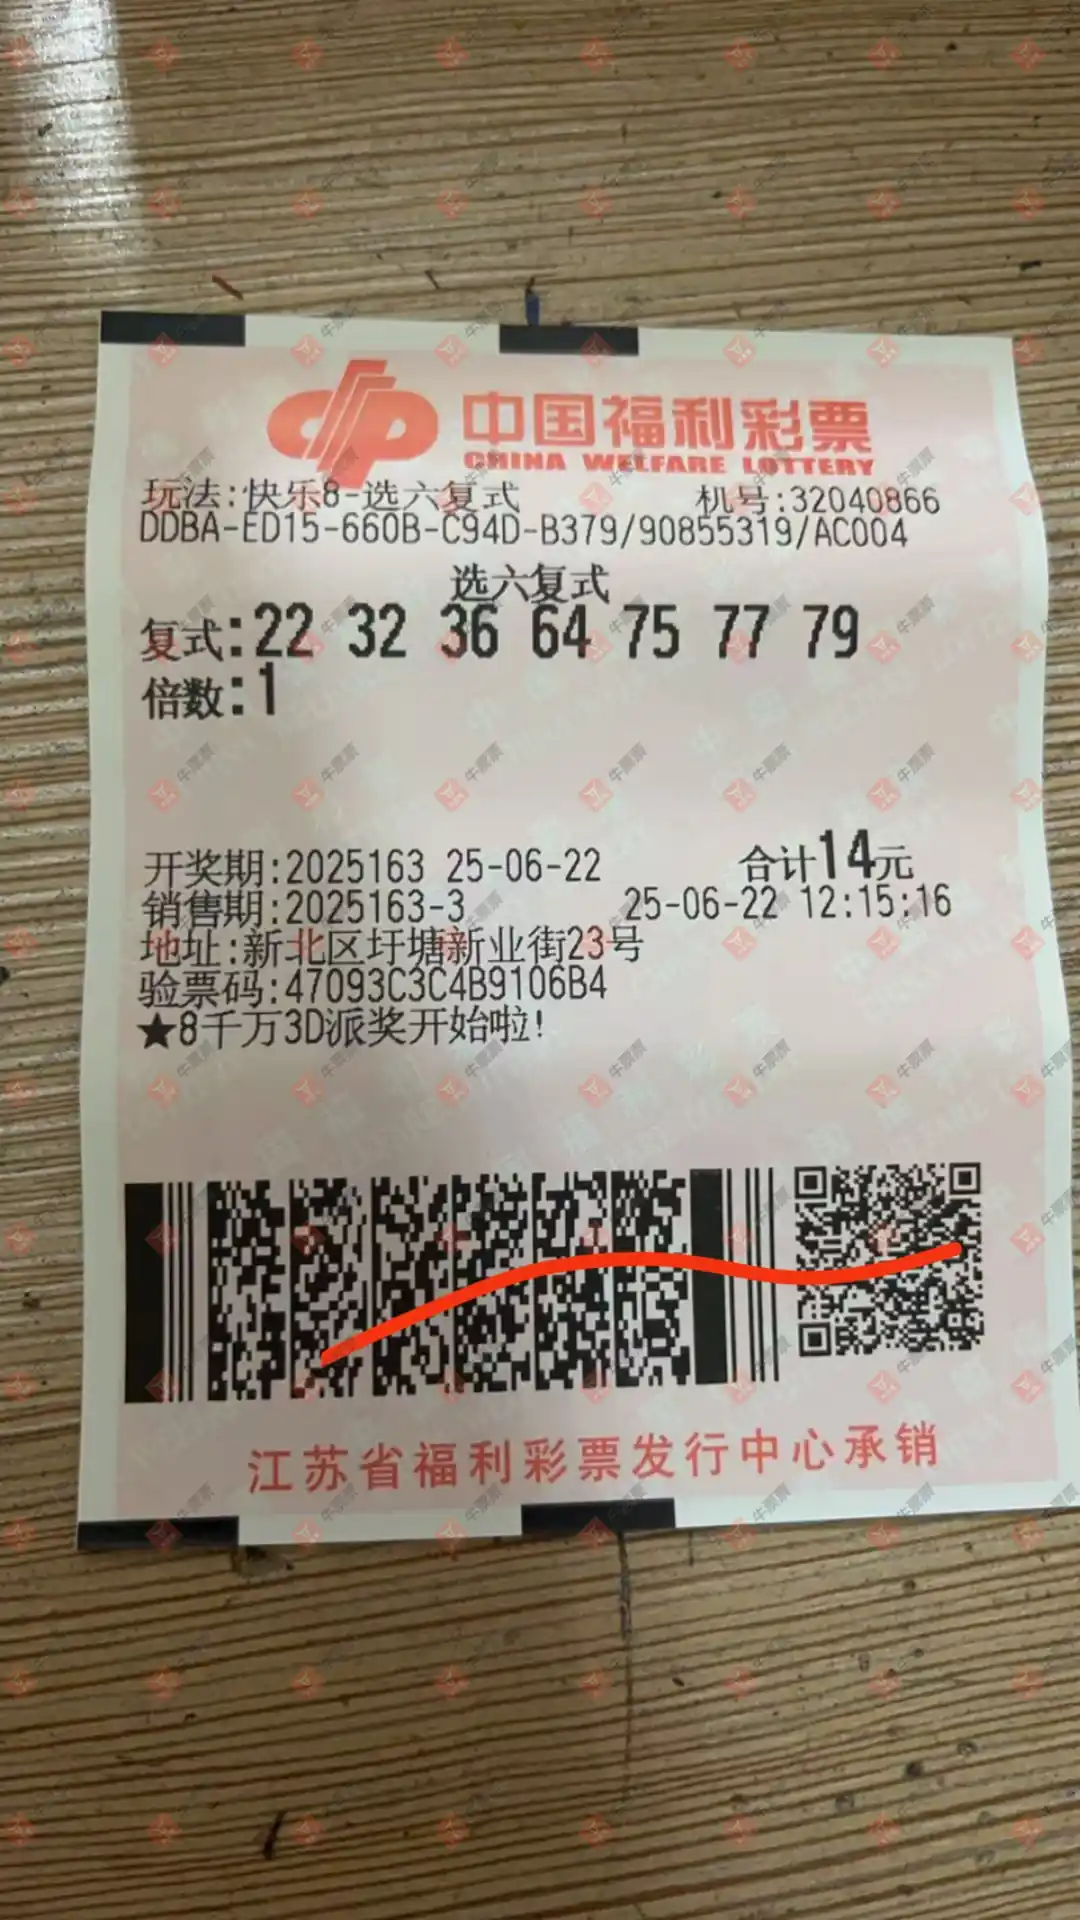 中国福利彩票
CHINA WELFARE LOTTERY
玩法:快乐8-选六复式 机号:32040866
DDBA-ED15-660B-C94D-B379/90855319/AC004
选六复式
复式:22 32 36 64 75 77 79
倍数:1
开奖期:2025163 25-06-22 合计14元
销售期:2025163-3 25-06-22 12:15:16
地址:新北区圩塘新业街23号
验票码:47093C3C4B9106B4
★8千万3D派奖开始啦!
江苏省福利彩票发行中心承销
牛票票